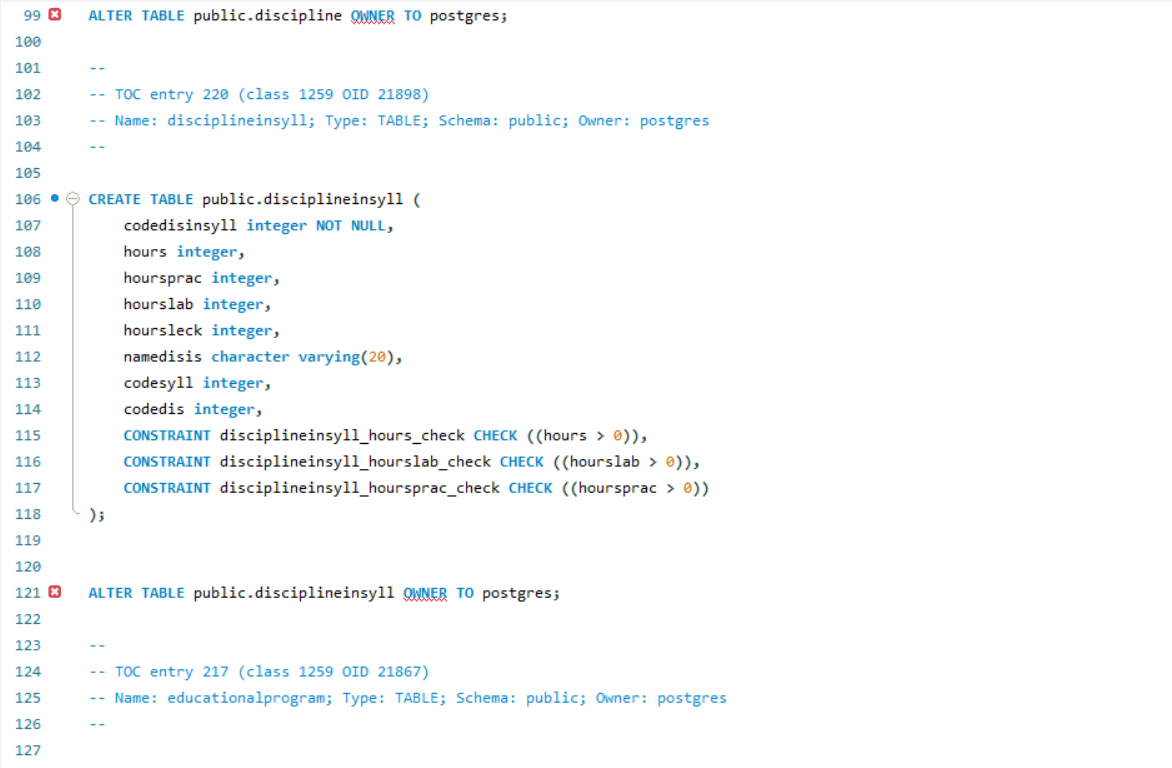 99 ALTER TABLE public.discipline OWNER TO postgres;
100
101 --
102 -- TOC entry 220 (class 1259 OID 21898)
103 -- Name: disciplineinsyll; Type: TABLE; Schema: public; Owner: postgres
104 --
105
106 CREATE TABLE public.disciplineinsyll (
107 codedisinsyll integer NOT NULL,
108 hours integer,
109 hoursprac integer,
110 hourslab integer,
111 hoursleck integer,
112 namedisis character varying(20),
113 codesyll integer,
114 codedis integer,
115 CONSTRAINT disciplineinsyll_hours_check CHECK ((hours > 0)),
116 CONSTRAINT disciplineinsyll_hourslab_check CHECK ((hourslab > 0)),
117 CONSTRAINT disciplineinsyll_hoursprac_check CHECK ((hoursprac > 0))
118 );
119
120
121 ALTER TABLE public.disciplineinsyll OWNER TO postgres;
122
123 --
124 -- TOC entry 217 (class 1259 OID 21867)
125 -- Name: educationalprogram; Type: TABLE; Schema: public; Owner: postgres
126 --
127